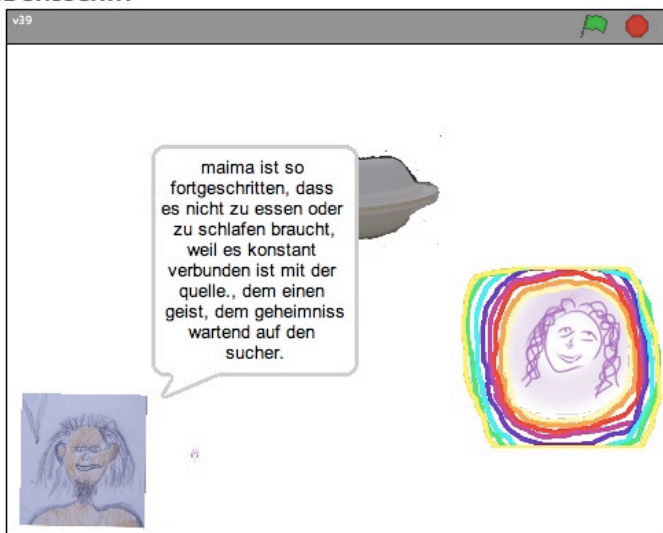 v39
maima ist so
fortgeschritten, dass
es nicht zu essen oder
zu schlafen braucht,
weil es konstant
verbunden ist mit der
quelle., dem einen
geist, dem geheimniss
wartend auf den
sucher.